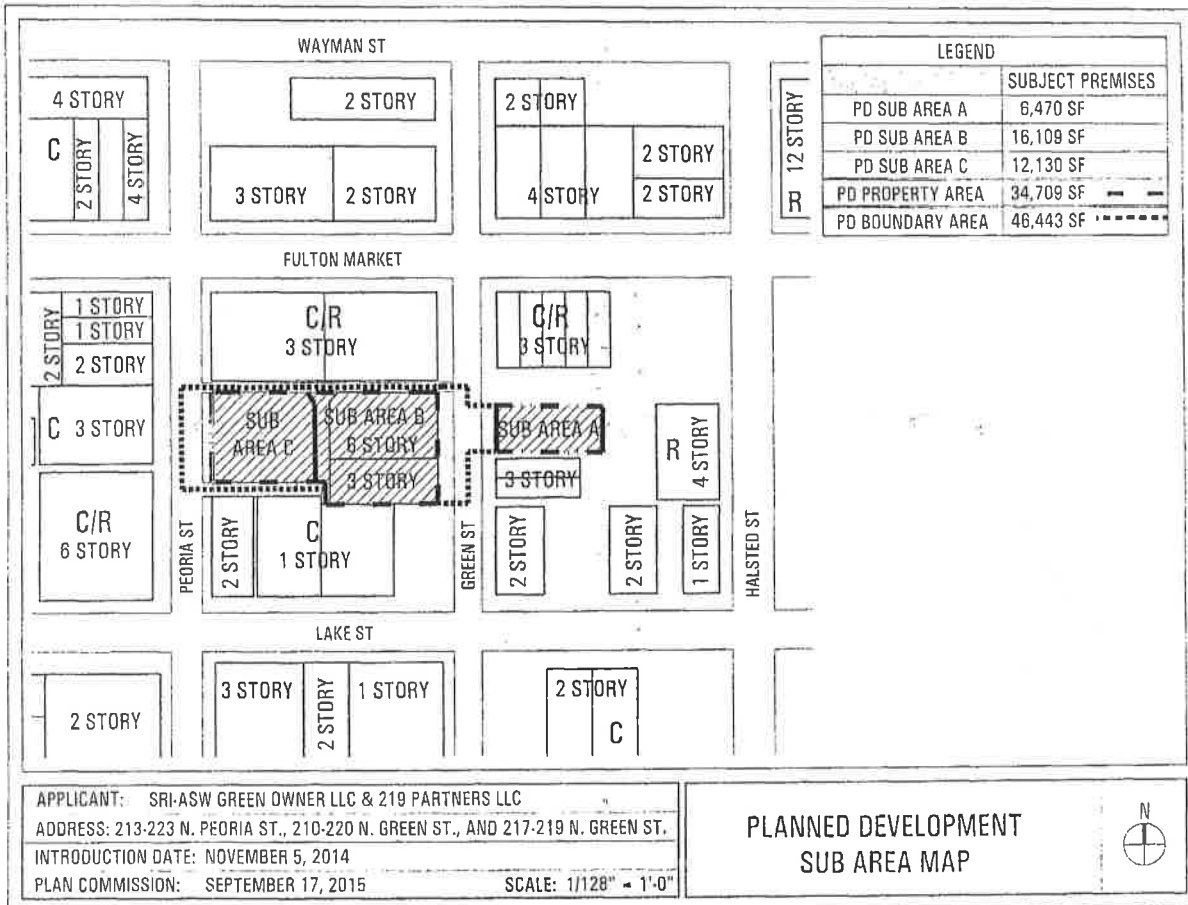 WAYMAN ST
LEGEND
SUBJECT PREMISES
PD SUB AREA A 6,470 SF
PD SUB AREA B 16,109 SF
PD SUB AREA C 12,130 SF
PD PROPERTY AREA 34,709 SF
PD BOUNDARY AREA 46,443 SF
4 STORY
C
2 STORY
4 STORY
2 STORY
3 STORY
2 STORY
2 STORY
4 STORY
2 STORY
2 STORY
12 STORY
R
FULTON MARKET
2 STORY
1 STORY
1 STORY
2 STORY
C/R
3 STORY
C/R
3 STORY
C 3 STORY
SUB
AREA C
SUB AREA B
6 STORY
3 STORY
SUB AREA A
3 STORY
R
4 STORY
C/R
6 STORY
PEORIA ST
2 STORY
C
1 STORY
GREEN ST
2 STORY
2 STORY
1 STORY
HALSTED ST
LAKE ST
2 STORY
3 STORY
2 STORY
1 STORY
2 STORY
C
APPLICANT: SRI-ASW GREEN OWNER LLC & 219 PARTNERS LLC
ADDRESS: 213-223 N. PEORIA ST., 210-220 N. GREEN ST., AND 217-219 N. GREEN ST.
INTRODUCTION DATE: NOVEMBER 5, 2014
PLAN COMMISSION: SEPTEMBER 17, 2015 SCALE: 1/128" = 1'-0"
PLANNED DEVELOPMENT
SUB AREA MAP
N